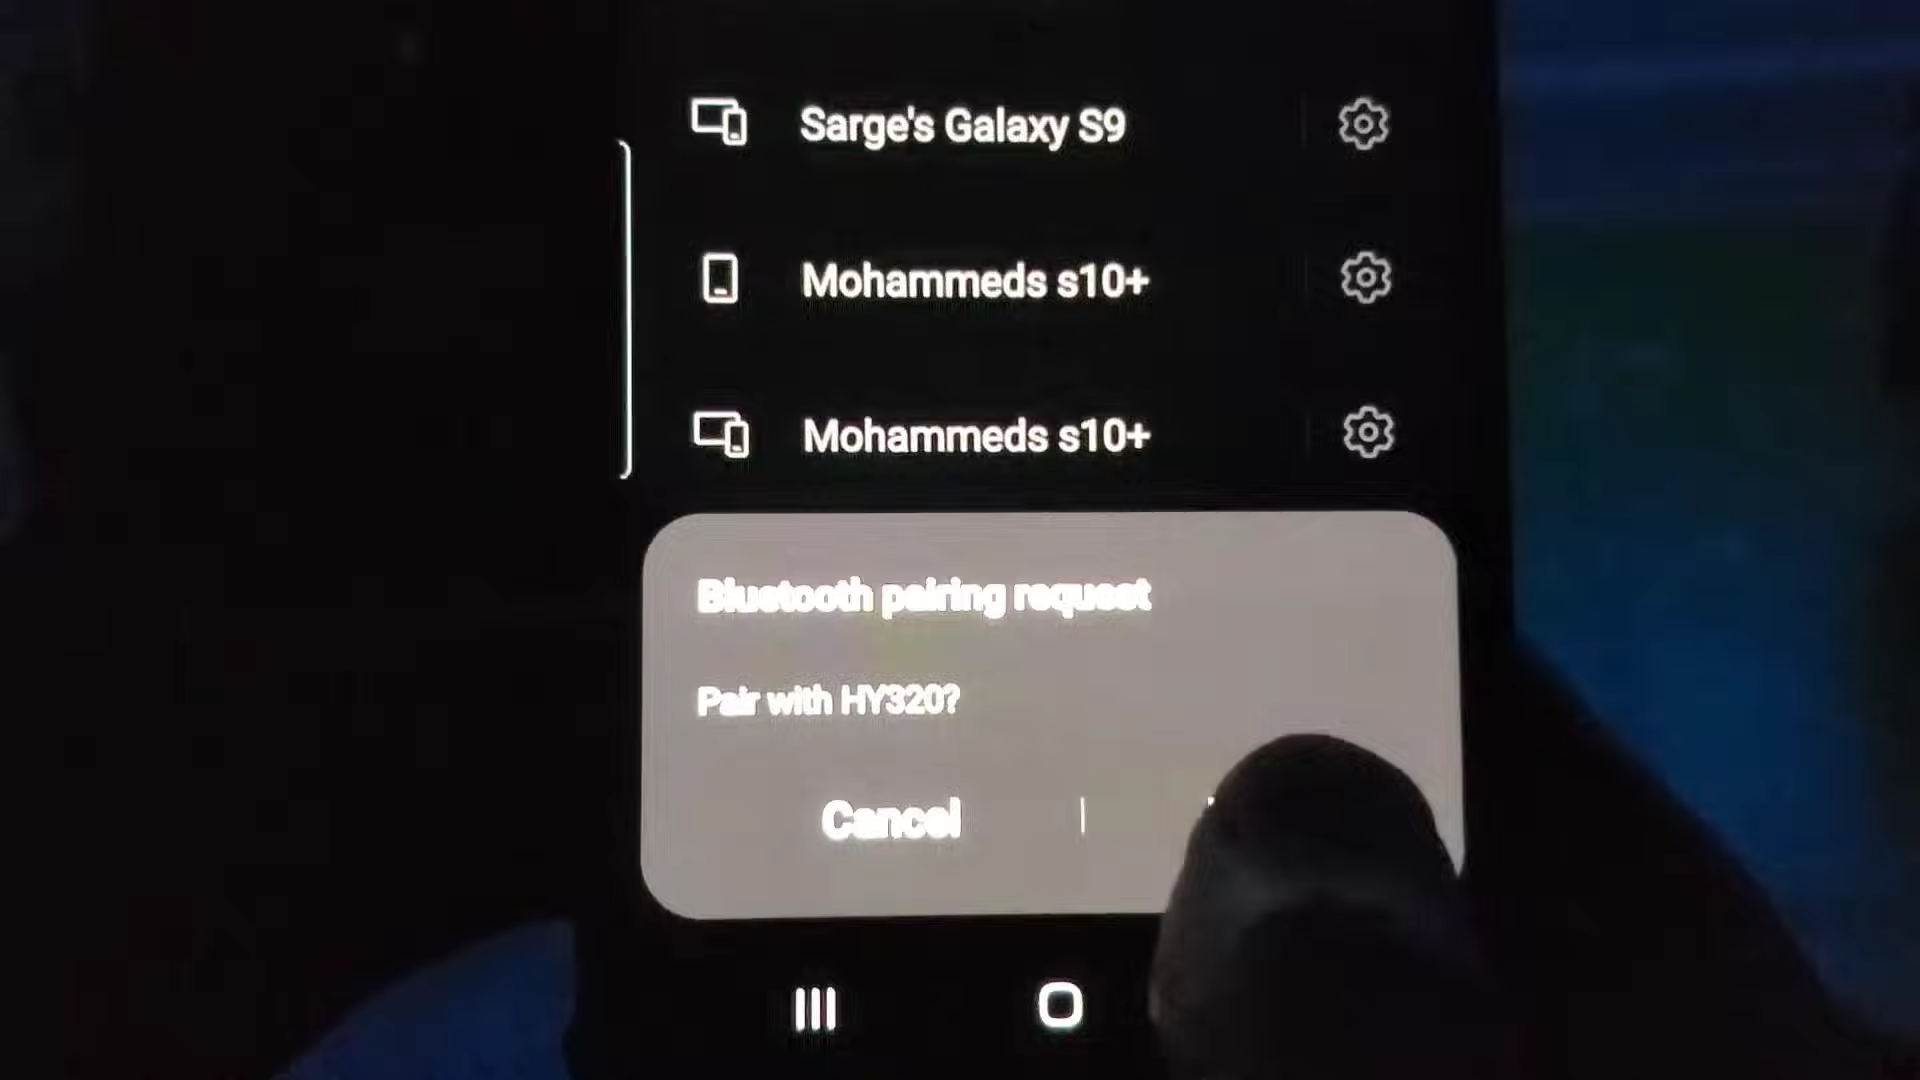 Sarge's Galaxy S9
Mohammeds s10+
Mohammeds s10+
Bluetooth pairing request
Pair with HY320?
Cancel